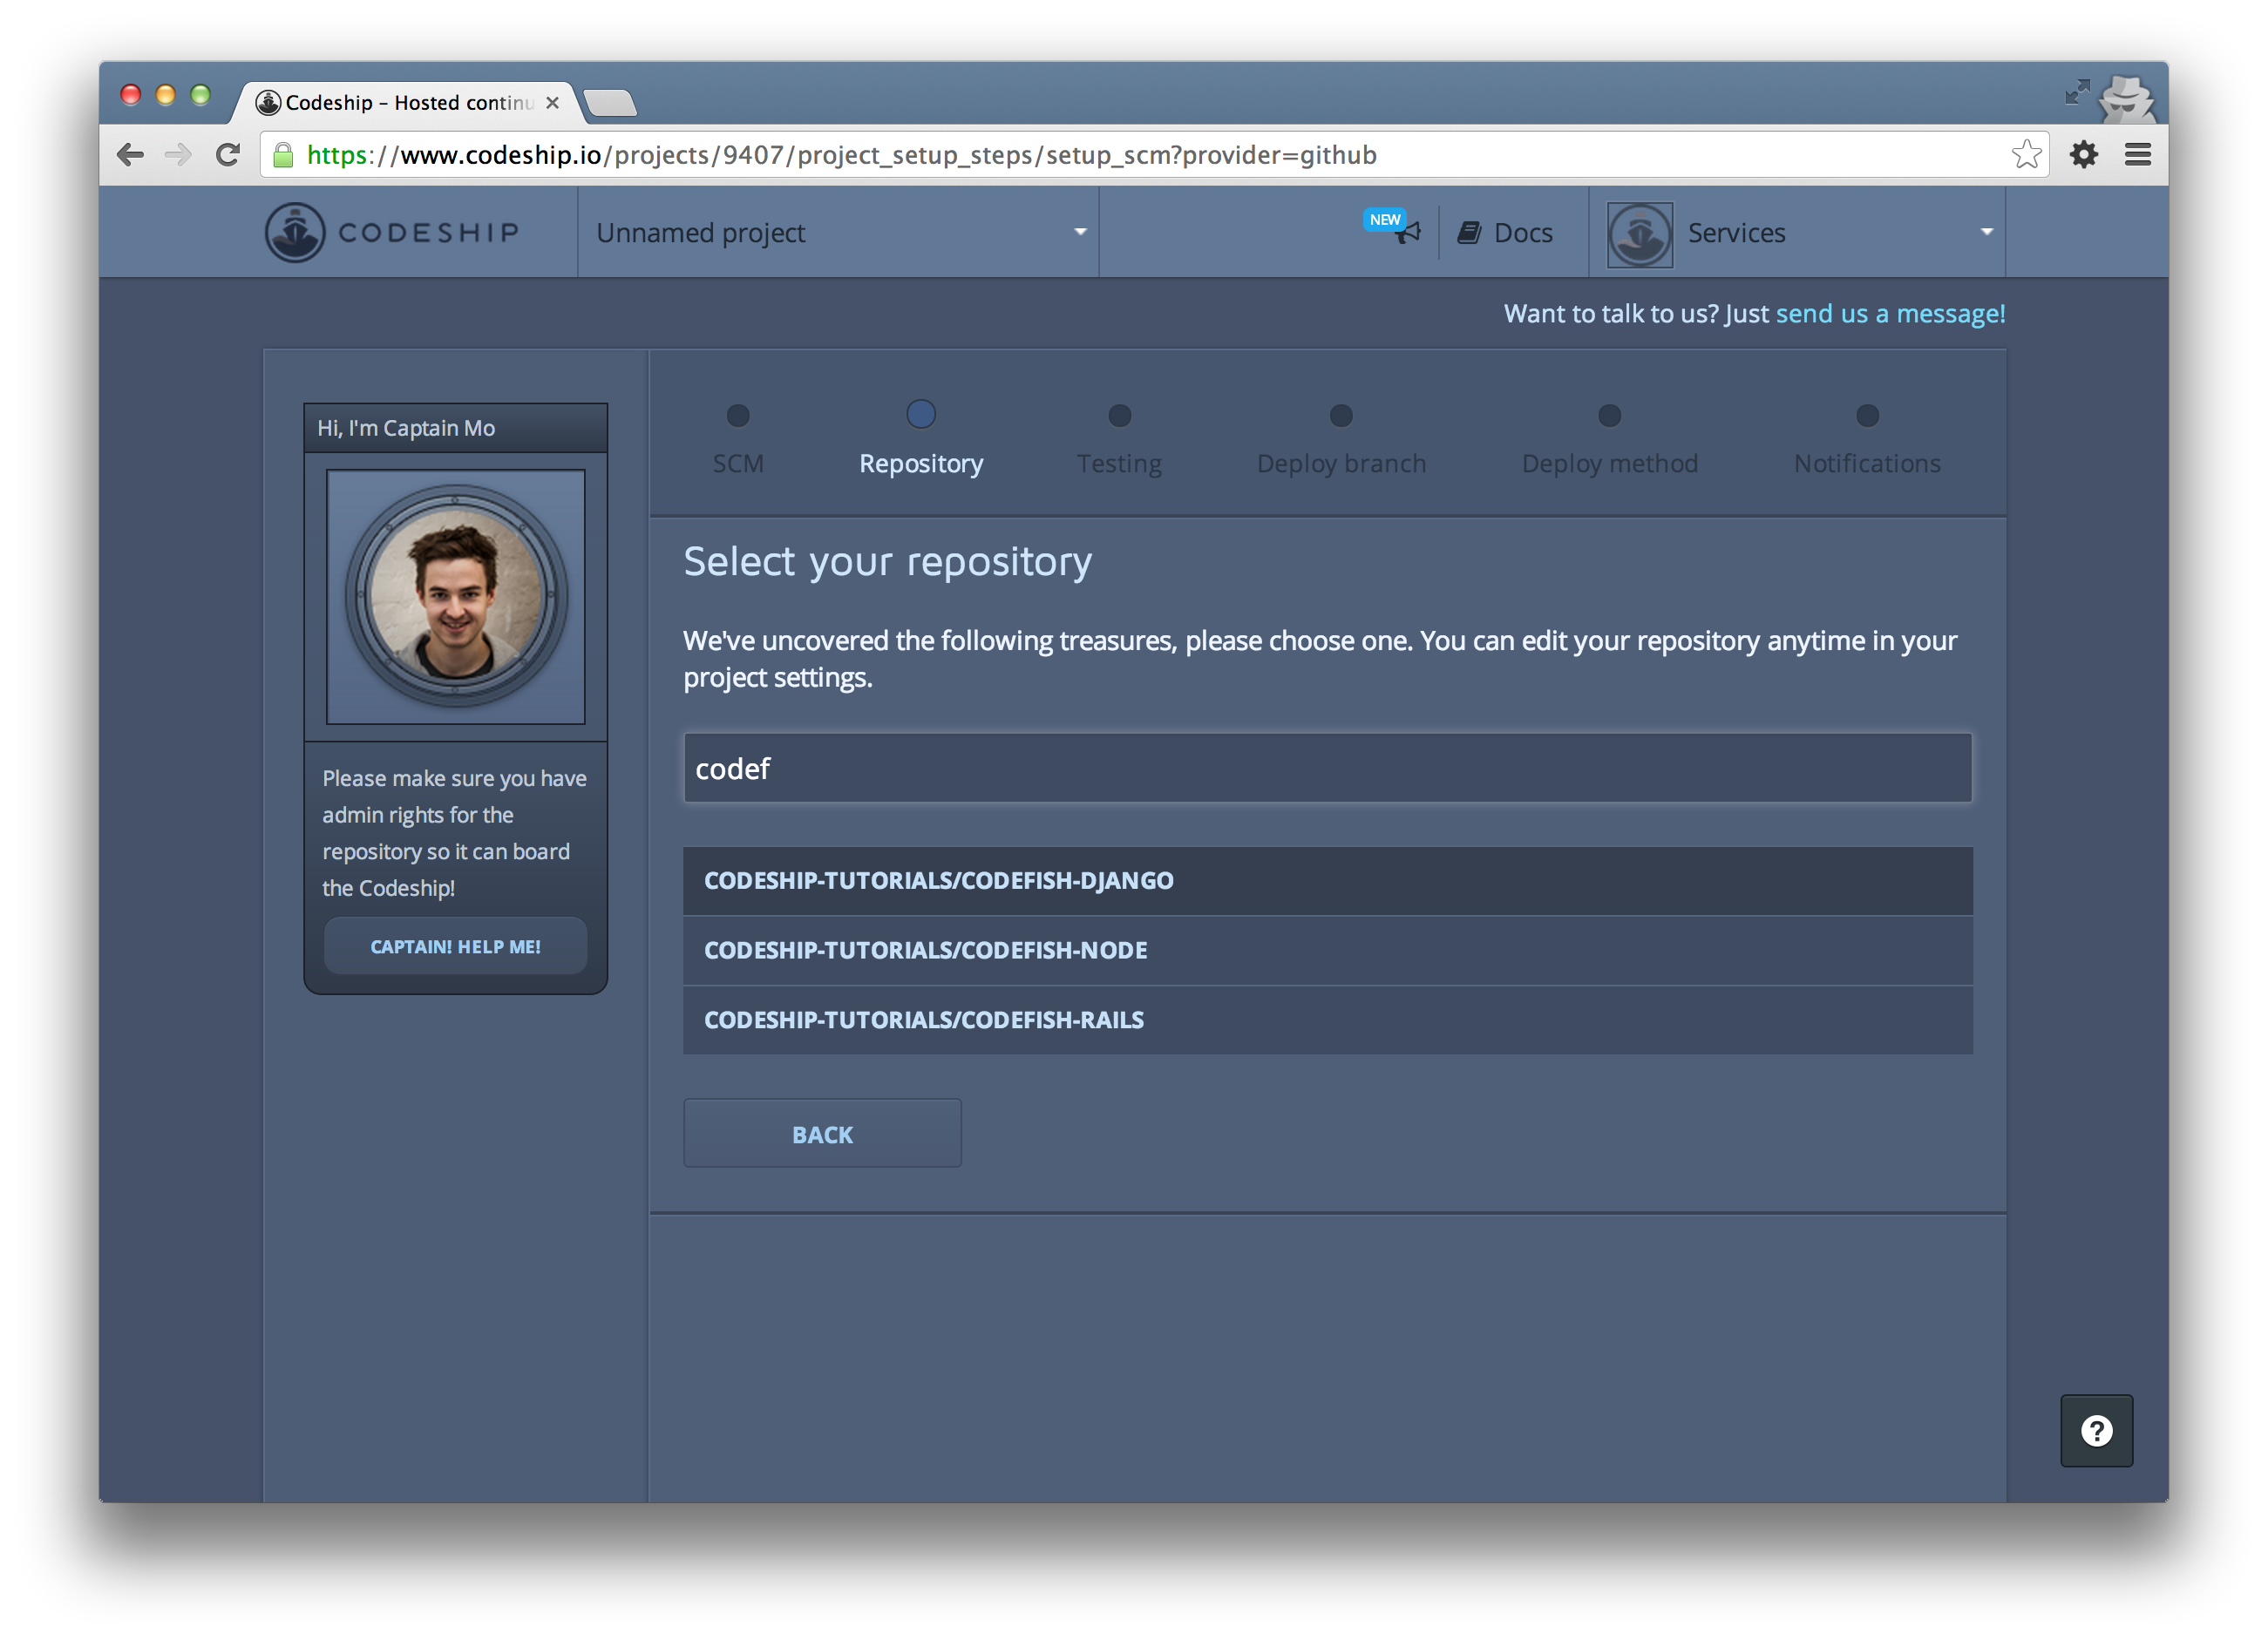 Codeship – Hosted continu
https://www.codeship.io/projects/9407/project_setup_steps/setup_scm?provider=github
CODESHIP
Unnamed project
NEW
Docs
Services
Want to talk to us? Just send us a message!
Hi, I'm Captain Mo
Please make sure you have
admin rights for the
repository so it can board
the Codeship!
CAPTAIN! HELP ME!
SCM
Repository
Testing
Deploy branch
Deploy method
Notifications
Select your repository
We've uncovered the following treasures, please choose one. You can edit your repository anytime in your
project settings.
codef
CODESHIP-TUTORIALS/CODEFISH-DJANGO
CODESHIP-TUTORIALS/CODEFISH-NODE
CODESHIP-TUTORIALS/CODEFISH-RAILS
BACK
?